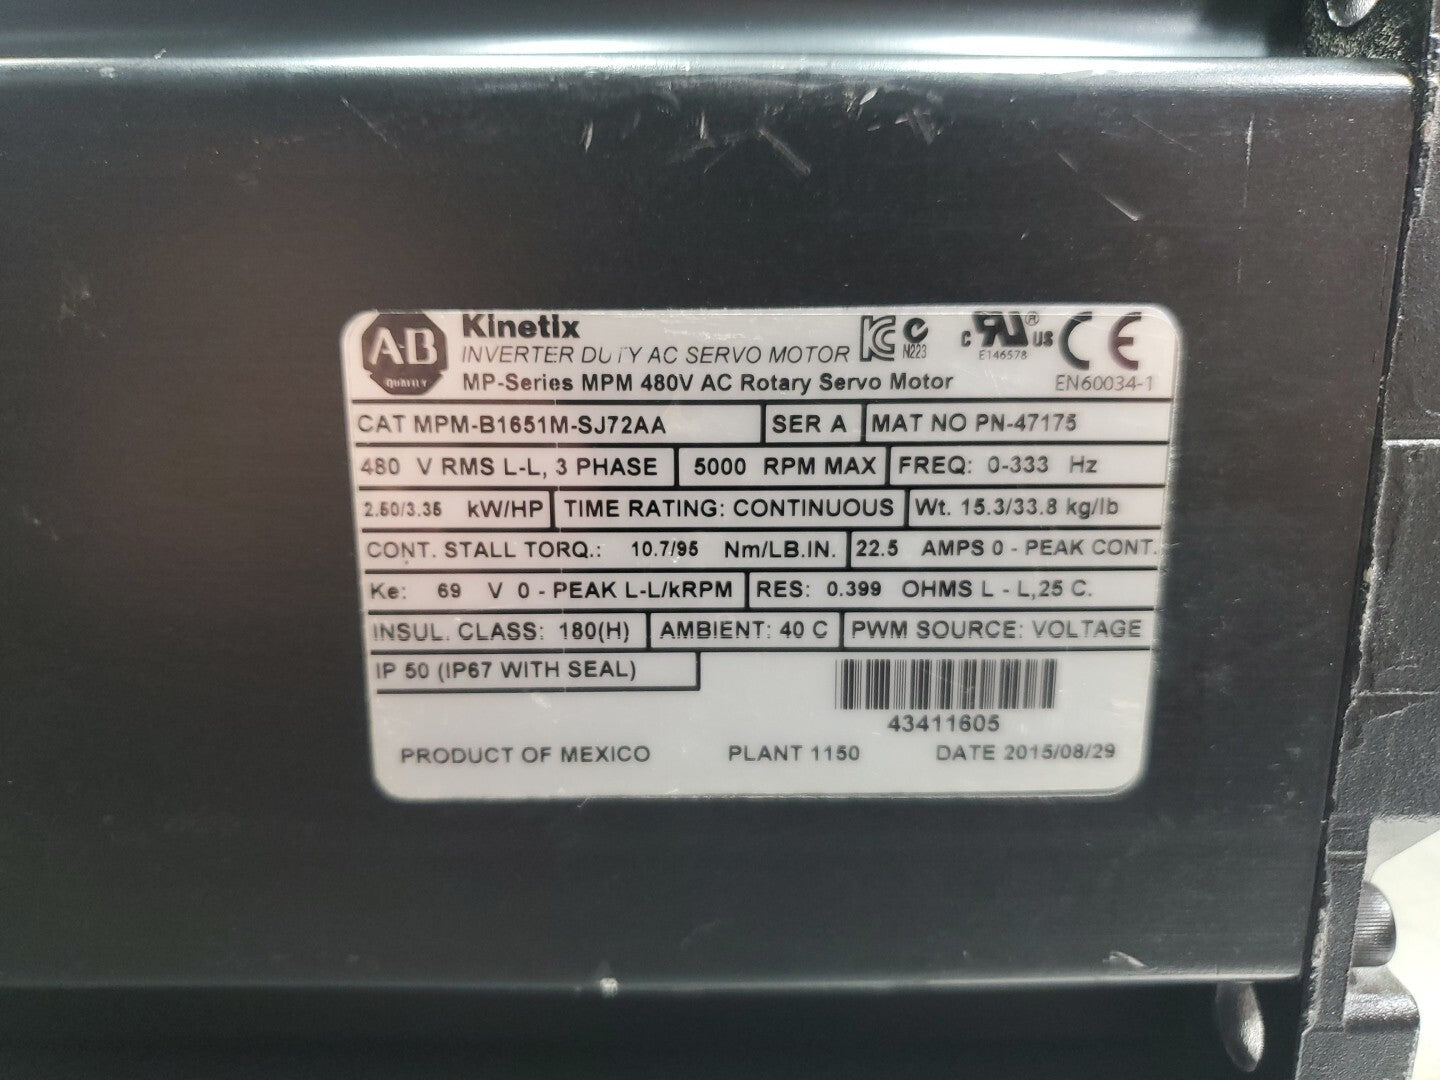 A-B
QUALITY
Kinetix
INVERTER DUTY AC SERVO MOTOR
MP-Series MPM 480V AC Rotary Servo Motor
N223
c UR® US
E146578
CE
EN60034-1
CAT MPM-B1651M-SJ72AA SER A MAT NO PN-47175
480 V RMS L-L, 3 PHASE 5000 RPM MAX FREQ: 0-333 Hz
2.50/3.35 kW/HP TIME RATING: CONTINUOUS Wt. 15.3/33.8 kg/lb
CONT. STALL TORQ.: 10.7/95 Nm/LB.IN. 22.5 AMPS 0 - PEAK CONT.
Ke: 69 V 0 - PEAK L-L/kRPM RES: 0.399 OHMS L - L,25 C.
INSUL. CLASS: 180(H) AMBIENT: 40 C PWM SOURCE: VOLTAGE
IP 50 (IP67 WITH SEAL)
43411605
PRODUCT OF MEXICO PLANT 1150 DATE 2015/08/29